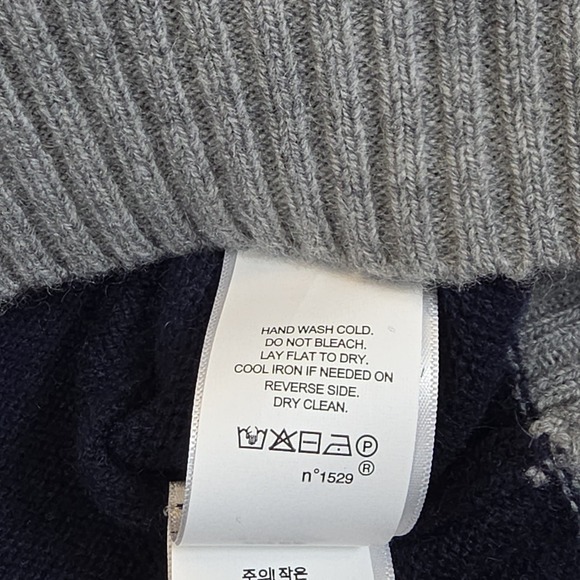 HAND WASH COLD.
DO NOT BLEACH.
LAY FLAT TO DRY.
COOL IRON IF NEEDED ON
REVERSE SIDE.
DRY CLEAN.
P
®
n°1529
주의!작은